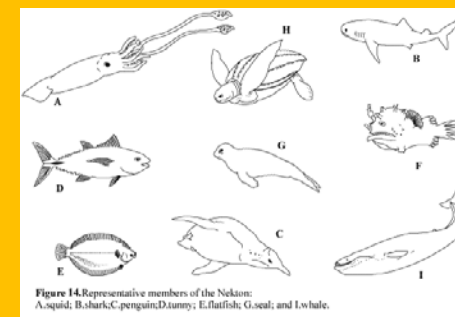 H
B
A
F
G
D
C
E
I
Figure 14.Representative members of the Nekton:
A.squid; B.shark;C.penguin;D.tunny; E.flatfish; G.seal; and I.whale.